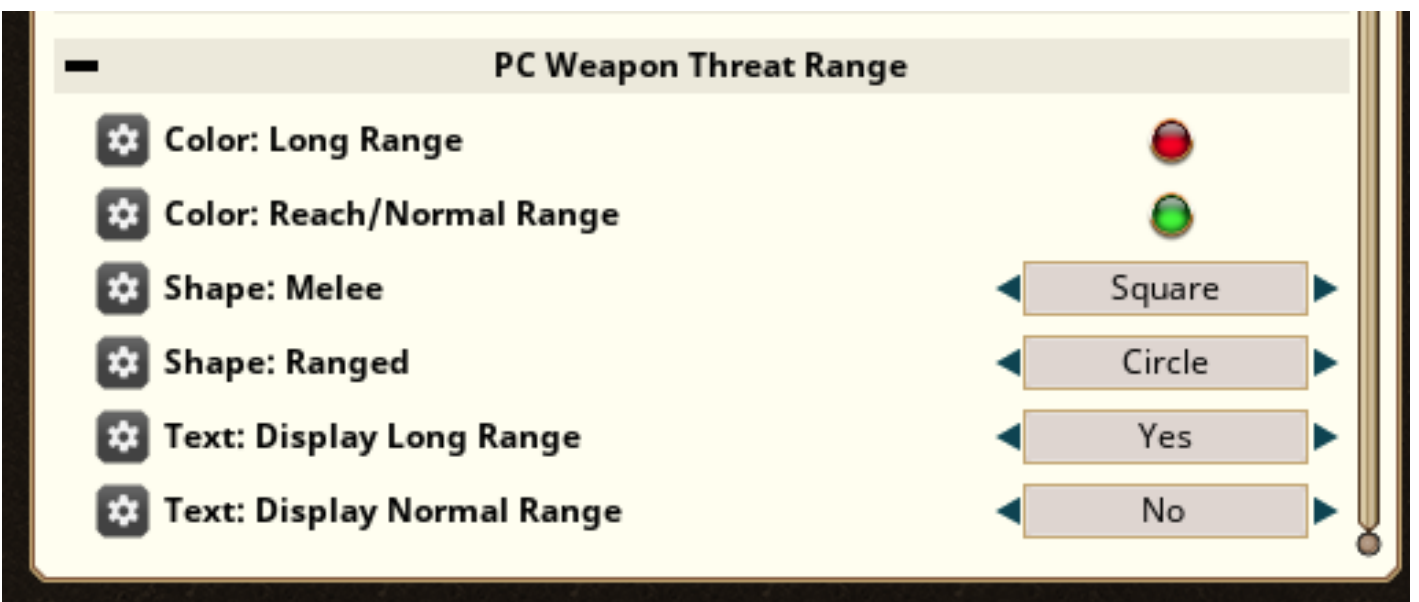 PC Weapon Threat Range
Color: Long Range
Color: Reach/Normal Range
Shape: Melee Square
Shape: Ranged Circle
Text: Display Long Range Yes
Text: Display Normal Range No